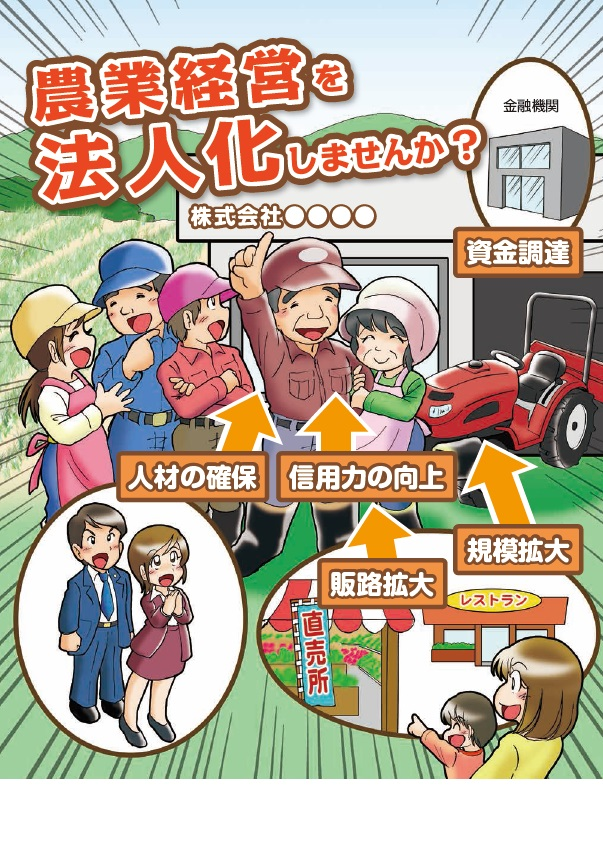 農業経営を
法人化しませんか？
金融機関
株式会社●●●●
資金調達
人材の確保
信用力の向上
規模拡大
販路拡大
レストラン
直売所